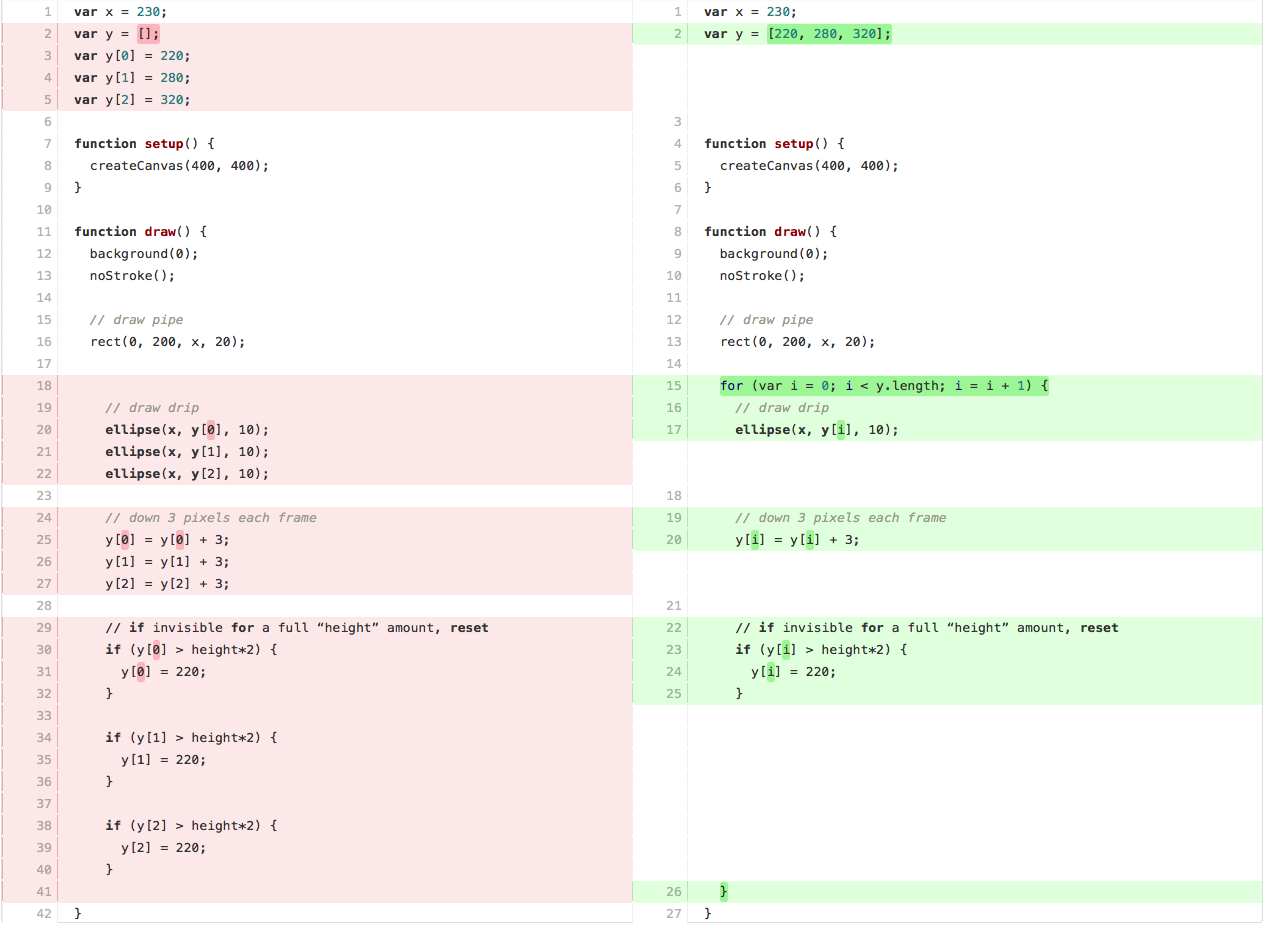 1 var x = 230;
2 var y = [];
3 var y[0] = 220;
4 var y[1] = 280;
5 var y[2] = 320;
6
7 function setup() {
8   createCanvas(400, 400);
9 }
10
11 function draw() {
12   background(0);
13   noStroke();
14
15   // draw pipe
16   rect(0, 200, x, 20);
17
18
19     // draw drip
20     ellipse(x, y[0], 10);
21     ellipse(x, y[1], 10);
22     ellipse(x, y[2], 10);
23
24     // down 3 pixels each frame
25     y[0] = y[0] + 3;
26     y[1] = y[1] + 3;
27     y[2] = y[2] + 3;
28
29     // if invisible for a full “height” amount, reset
30     if (y[0] > height*2) {
31       y[0] = 220;
32     }
33
34     if (y[1] > height*2) {
35       y[1] = 220;
36     }
37
38     if (y[2] > height*2) {
39       y[2] = 220;
40     }
41
42 }
1 var x = 230;
2 var y = [220, 280, 320];
3
4 function setup() {
5   createCanvas(400, 400);
6 }
7
8 function draw() {
9   background(0);
10   noStroke();
11
12   // draw pipe
13   rect(0, 200, x, 20);
14
15   for (var i = 0; i < y.length; i = i + 1) {
16     // draw drip
17     ellipse(x, y[i], 10);
18
19     // down 3 pixels each frame
20     y[i] = y[i] + 3;
21
22     // if invisible for a full “height” amount, reset
23     if (y[i] > height*2) {
24       y[i] = 220;
25     }
26   }
27 }